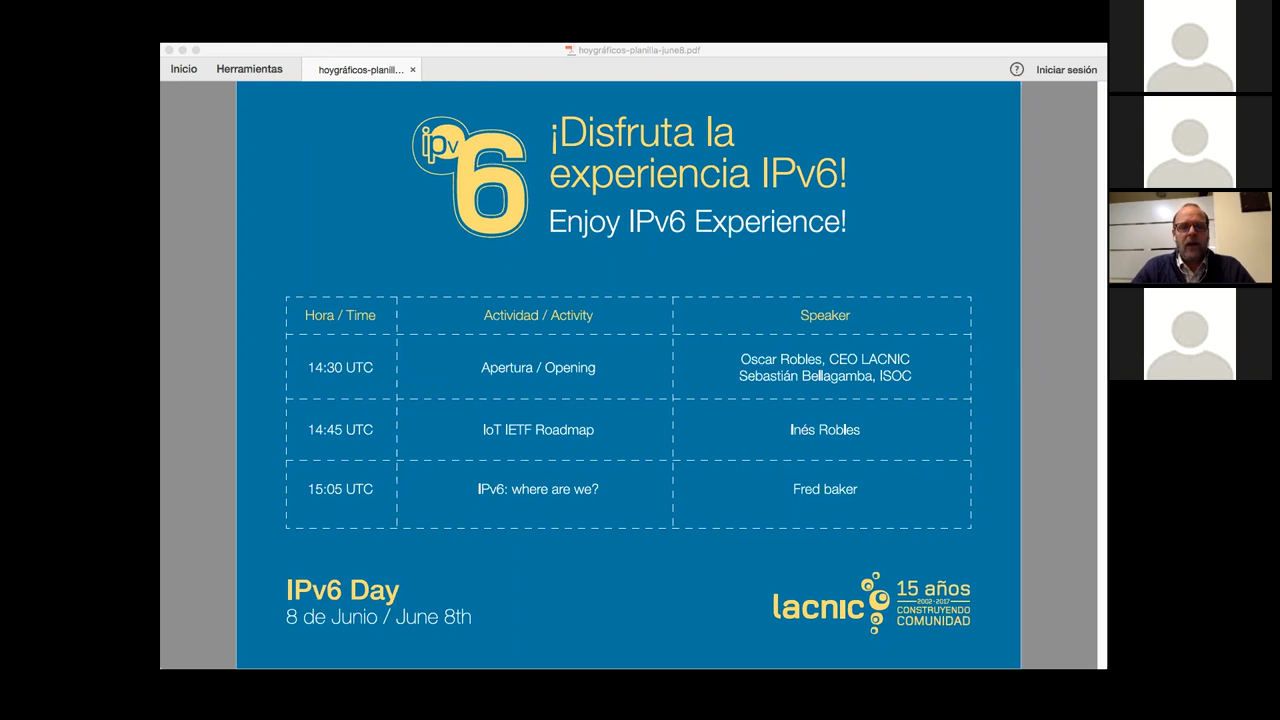 hoygráficos-planilla-june8.pdf
Inicio
Herramientas
hoygráficos-planill... ×
?
Iniciar sesión
ipv
6
¡Disfruta la
experiencia IPv6!
Enjoy IPv6 Experience!
Hora / Time
Actividad / Activity
Speaker
14:30 UTC
Apertura / Opening
Oscar Robles, CEO LACNIC
Sebastián Bellagamba, ISOC
14:45 UTC
IoT IETF Roadmap
Inés Robles
15:05 UTC
IPv6: where are we?
Fred baker
IPv6 Day
8 de Junio / June 8th
lacnic
15 años
2002-2017
CONSTRUYENDO
COMUNIDAD